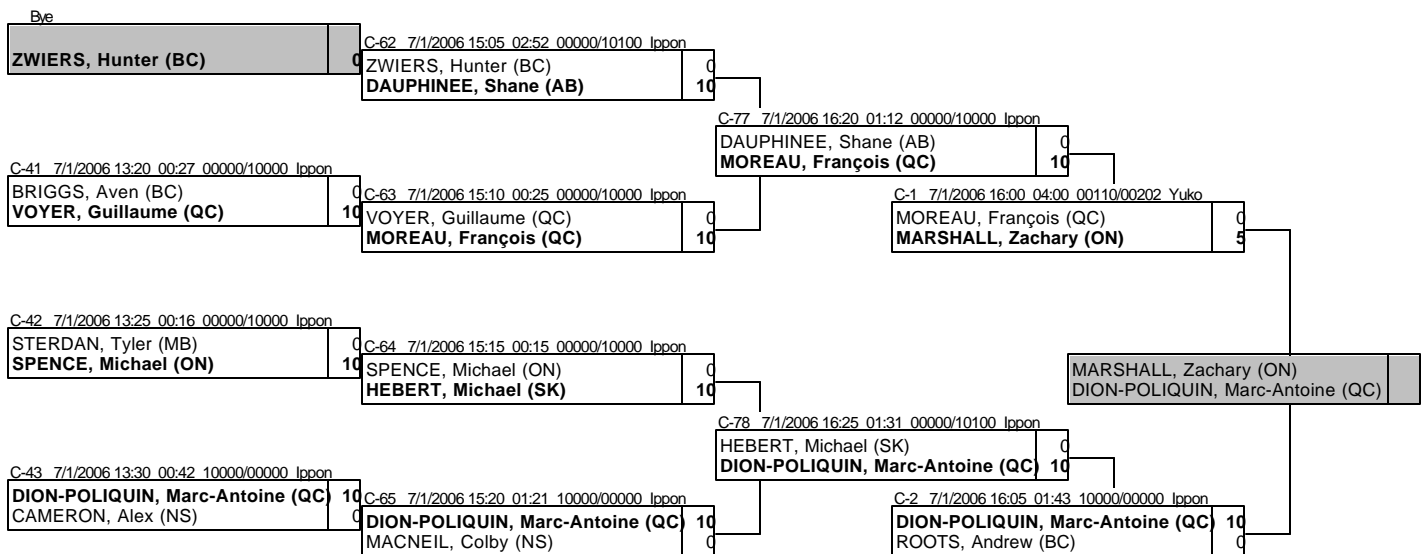 Bye
ZWIERS, Hunter (BC) 0
C-62 7/1/2006 15:05 02:52 00000/10100 Ippon
ZWIERS, Hunter (BC) 0
DAUPHINEE, Shane (AB) 10
C-77 7/1/2006 16:20 01:12 00000/10000 Ippon
DAUPHINEE, Shane (AB) 0
MOREAU, François (QC) 10
C-41 7/1/2006 13:20 00:27 00000/10000 Ippon
BRIGGS, Aven (BC) 0
VOYER, Guillaume (QC) 10
C-63 7/1/2006 15:10 00:25 00000/10000 Ippon
VOYER, Guillaume (QC) 0
MOREAU, François (QC) 10
C-1 7/1/2006 16:00 04:00 00110/00202 Yuko
MOREAU, François (QC) 0
MARSHALL, Zachary (ON) 5
C-42 7/1/2006 13:25 00:16 00000/10000 Ippon
STERDAN, Tyler (MB) 0
SPENCE, Michael (ON) 10
C-64 7/1/2006 15:15 00:15 00000/10000 Ippon
SPENCE, Michael (ON) 0
HEBERT, Michael (SK) 10
MARSHALL, Zachary (ON)
DION-POLIQUIN, Marc-Antoine (QC)
C-78 7/1/2006 16:25 01:31 00000/10100 Ippon
HEBERT, Michael (SK) 0
DION-POLIQUIN, Marc-Antoine (QC) 10
C-43 7/1/2006 13:30 00:42 10000/00000 Ippon
DION-POLIQUIN, Marc-Antoine (QC) 10
CAMERON, Alex (NS) 0
C-65 7/1/2006 15:20 01:21 10000/00000 Ippon
DION-POLIQUIN, Marc-Antoine (QC) 10
MACNEIL, Colby (NS) 0
C-2 7/1/2006 16:05 01:43 10000/00000 Ippon
DION-POLIQUIN, Marc-Antoine (QC) 10
ROOTS, Andrew (BC) 0